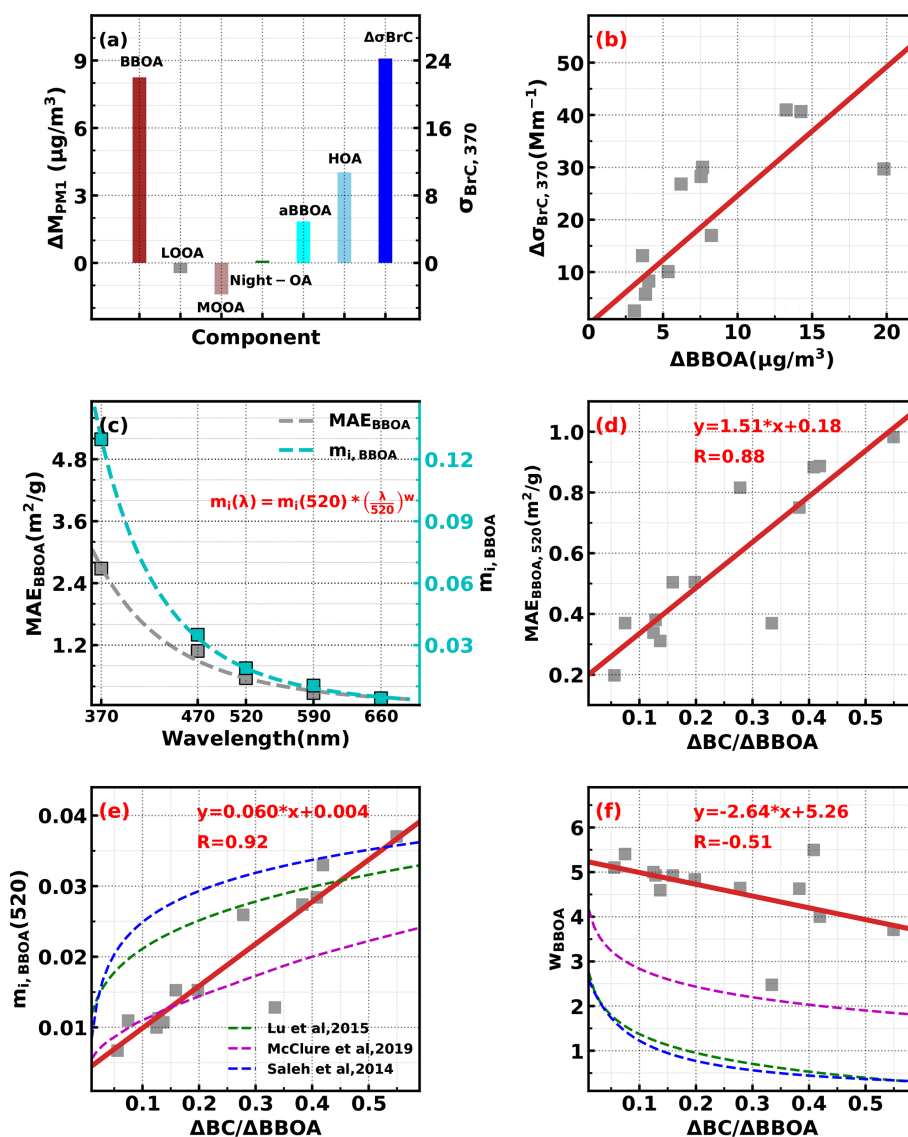 (a)
ΔσBrC
BBOA
HOA
aBBOA
LOOA
Night−OA
MOOA
9
6
3
0
24
18
12
6
0
ΔM_PM1 (μg/m³)
σ_BrC, 370
Component
(b)
50
40
30
20
10
0
5
10
15
20
Δσ_BrC, 370(Mm⁻¹)
ΔBBOA(μg/m³)
(c)
MAE_BBOA
m_i, BBOA
m_i(λ) = m_i(520) * (λ/520)^w
4.8
3.6
2.4
1.2
0.12
0.09
0.06
0.03
370
470
520
590
660
MAE_BBOA(m²/g)
m_i, BBOA
Wavelength(nm)
(d)
y=1.51*x+0.18
R=0.88
1.0
0.8
0.6
0.4
0.2
0.1
0.2
0.3
0.4
0.5
MAE_BBOA, 520(m²/g)
ΔBC/ΔBBOA
(e)
y=0.060*x+0.004
R=0.92
0.04
0.03
0.02
0.01
Lu et al,2015
McClure et al,2019
Saleh et al,2014
0.1
0.2
0.3
0.4
0.5
m_i, BBOA(520)
ΔBC/ΔBBOA
(f)
y=-2.64*x+5.26
R=-0.51
6
5
4
3
2
1
0.1
0.2
0.3
0.4
0.5
w_BBOA
ΔBC/ΔBBOA